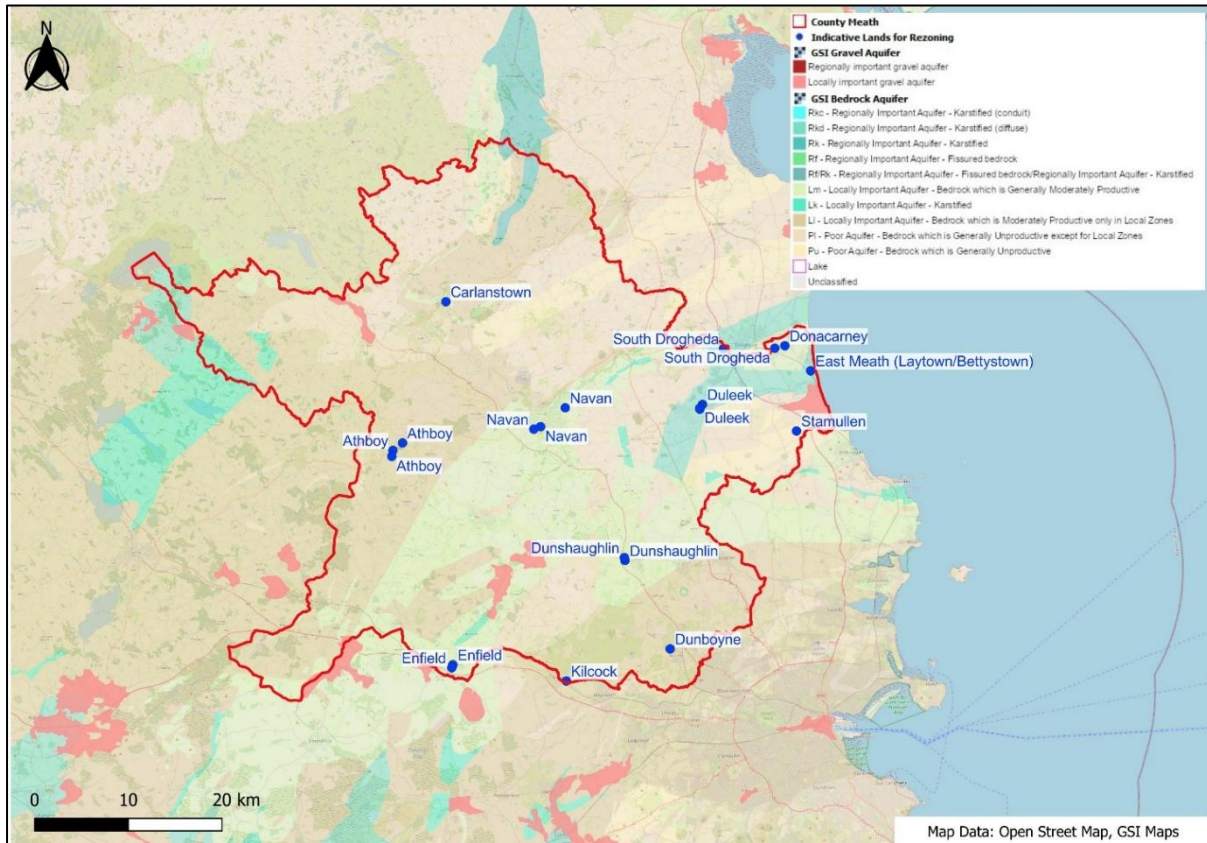 N
County Meath
Indicative Lands for Rezoning
GSI Gravel Aquifer
Regionally important gravel aquifer
Locally important gravel aquifer
GSI Bedrock Aquifer
Rkc - Regionally Important Aquifer - Karstified (conduit)
Rkd - Regionally Important Aquifer - Karstified (diffuse)
Rk - Regionally Important Aquifer - Karstified
Rf - Regionally Important Aquifer - Fissured bedrock
Rf/Rk - Regionally Important Aquifer - Fissured bedrock/Regionally Important Aquifer - Karstified
Lm - Locally Important Aquifer - Bedrock which is Generally Moderately Productive
Lk - Locally Important Aquifer - Karstified
Ll - Locally Important Aquifer - Bedrock which is Moderately Productive only in Local Zones
Pl - Poor Aquifer - Bedrock which is Generally Unproductive except for Local Zones
Pu - Poor Aquifer - Bedrock which is Generally Unproductive
Lake
Unclassified
Carlanstown
South Drogheda
Donacarney
South Drogheda
East Meath (Laytown/Bettystown)
Navan
Duleek
Duleek
Navan
Navan
Stamullen
Athboy
Athboy
Athboy
Dunshaughlin
Dunshaughlin
Dunboyne
Enfield
Enfield
Kilcock
0 10 20 km
Map Data: Open Street Map, GSI Maps